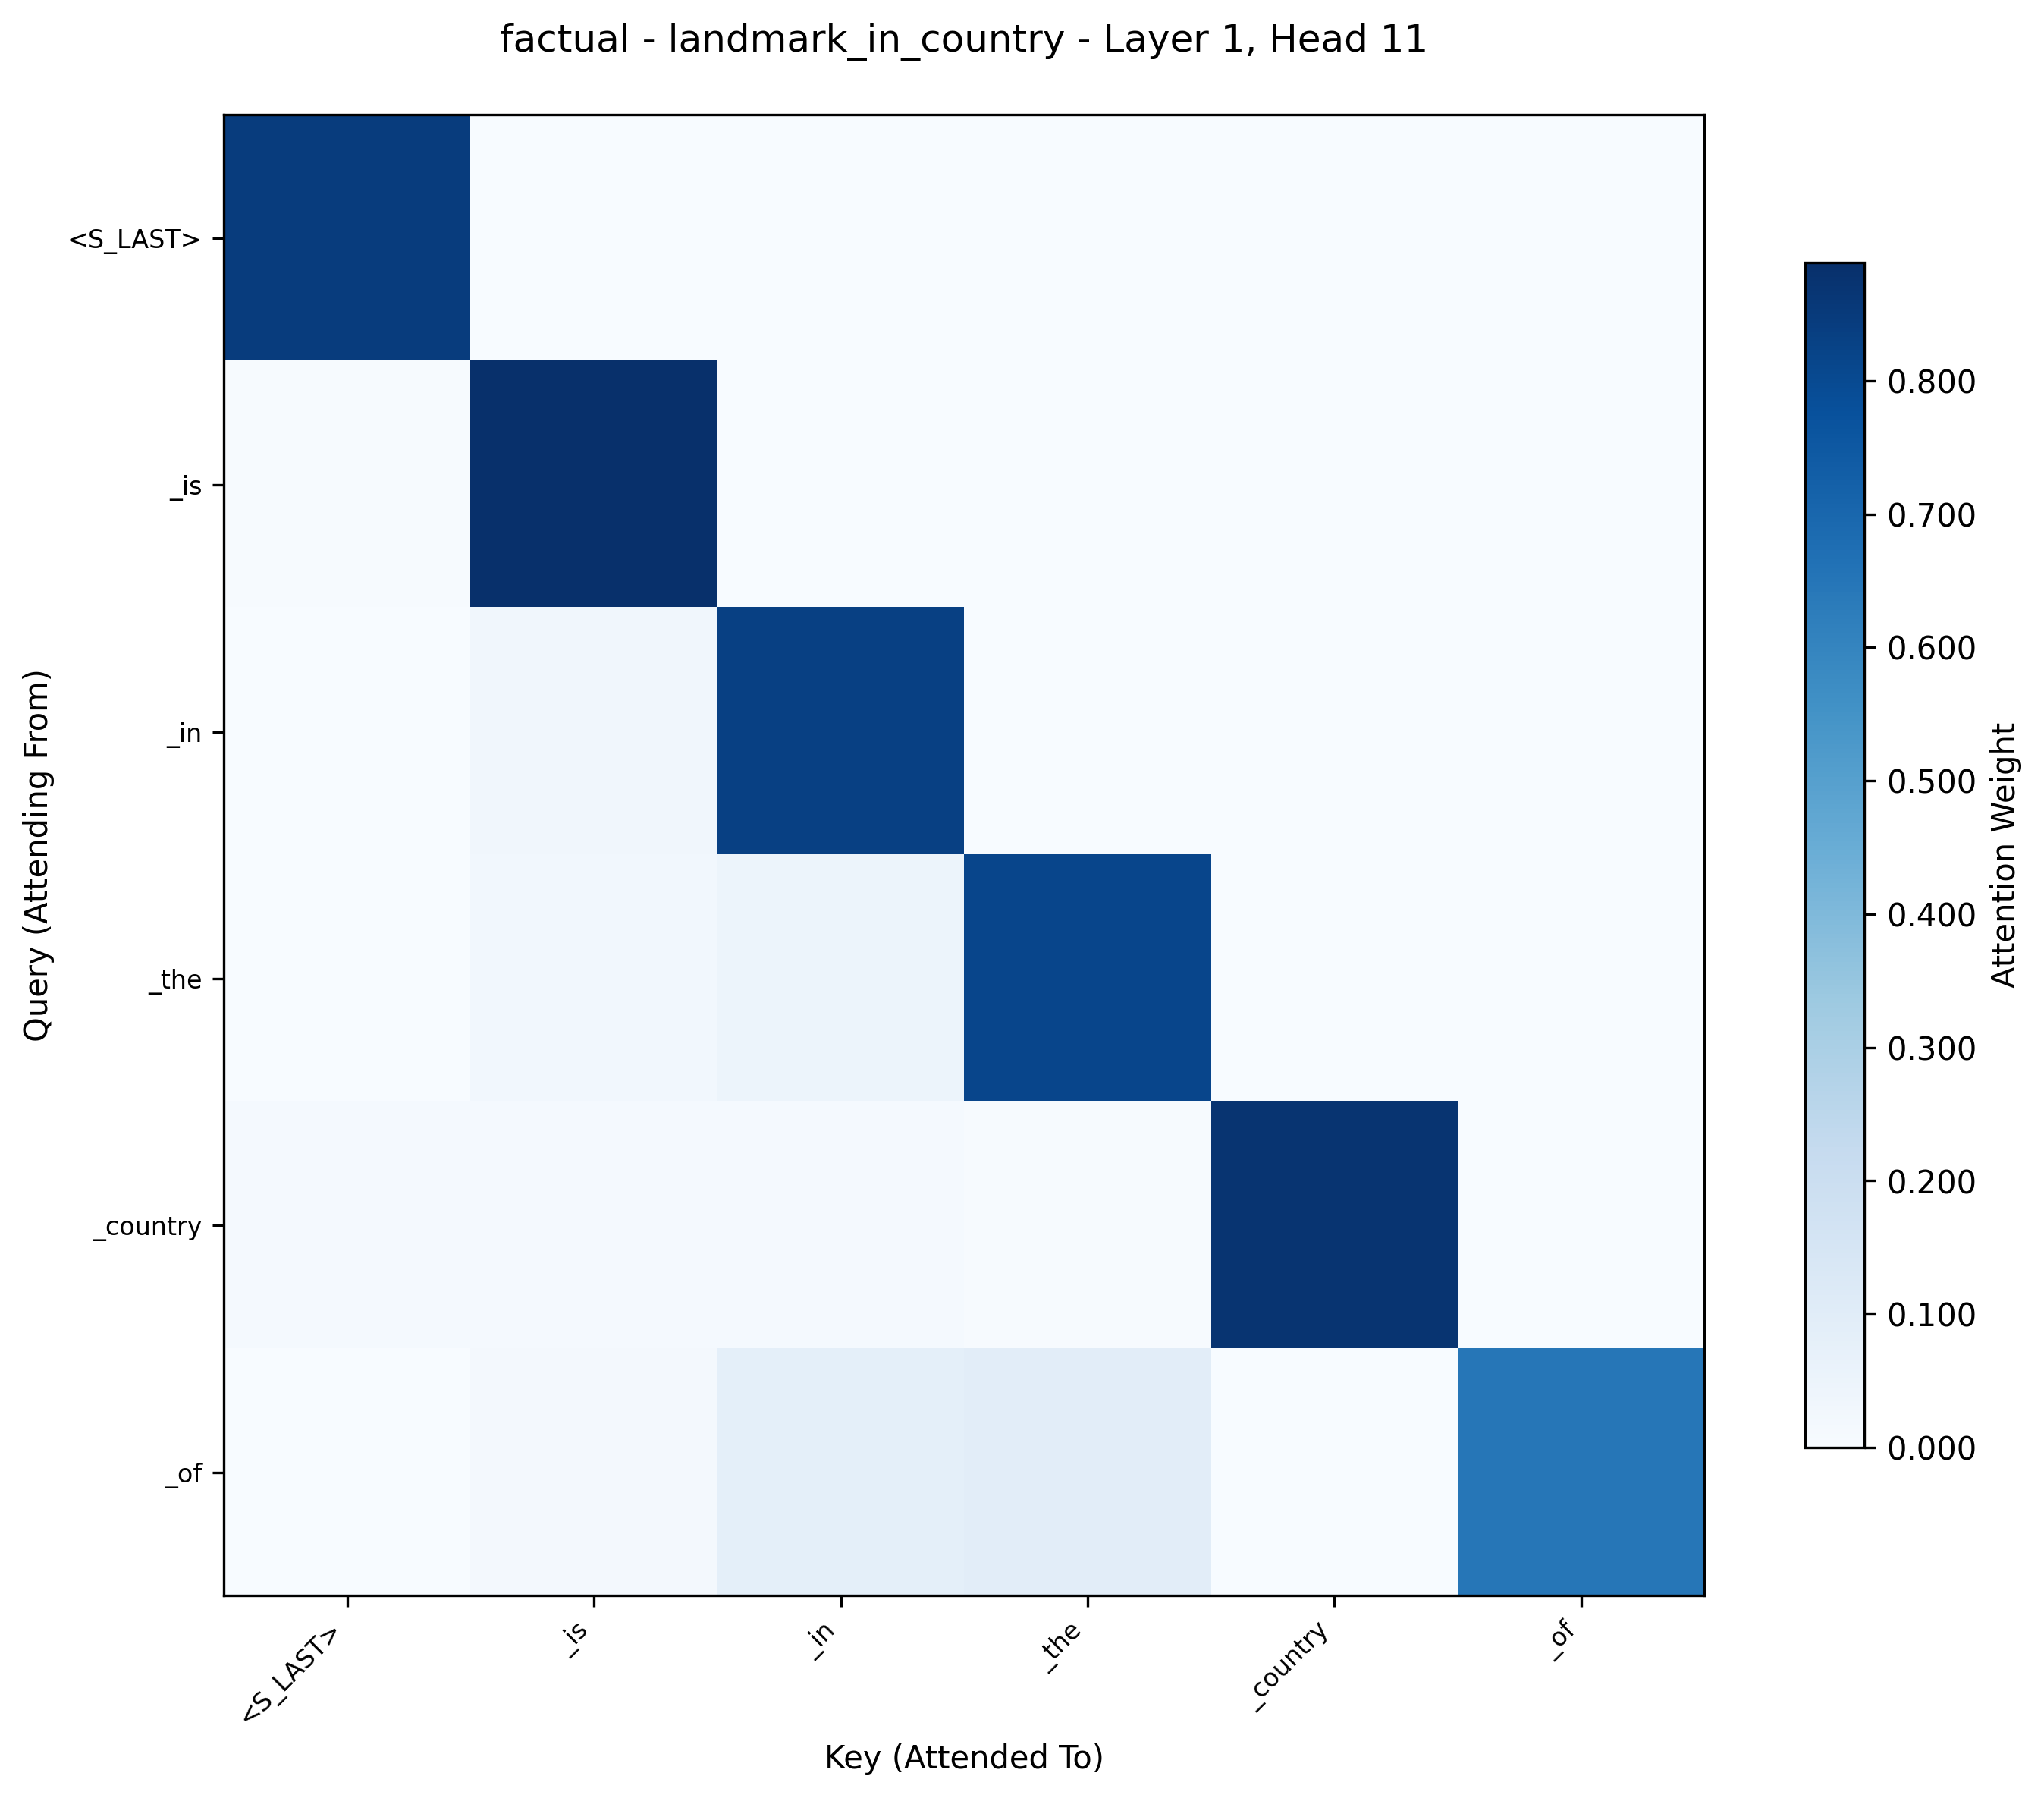 factual - landmark_in_country - Layer 1, Head 11
Query (Attending From)
<S_LAST>
_is
_in
_the
_country
_of
<S_LAST>
_is
_in
_the
_country
_of
Key (Attended To)
0.800
0.700
0.600
0.500
0.400
0.300
0.200
0.100
0.000
Attention Weight